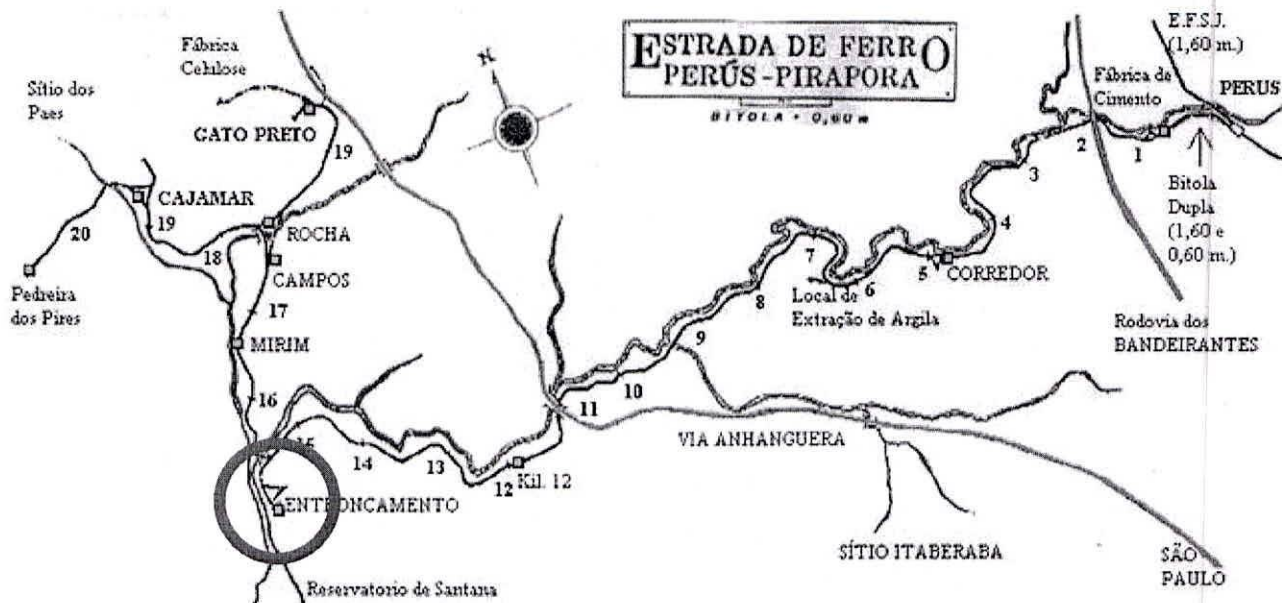 ESTRADA DE FERRO
PERÚS-PIRAPORA
BITOLA - 0,60 m
N
E.F.S.J.
(1,60 m.)
PERUS
Fábrica de
Cimento
Fábrica
Celulose
Sítio dos
Paes
GATO PRETO
19
CAJAMAR
19
20
18
ROCHA
CAMPOS
17
Pedreira
dos Pires
MIRIM
16
15
14
13
12
Kil. 12
11
10
9
8
7
6
5
CORREDOR
4
3
2
1
Bitola
Dupla
(1,60 e
0,60 m.)
Local de
Extração de Argila
Rodovia dos
BANDEIRANTES
VIA ANHANGUERA
ENTRONCAMENTO
SÍTIO ITABERABA
SÃO
PAULO
Reservatorio de Santana